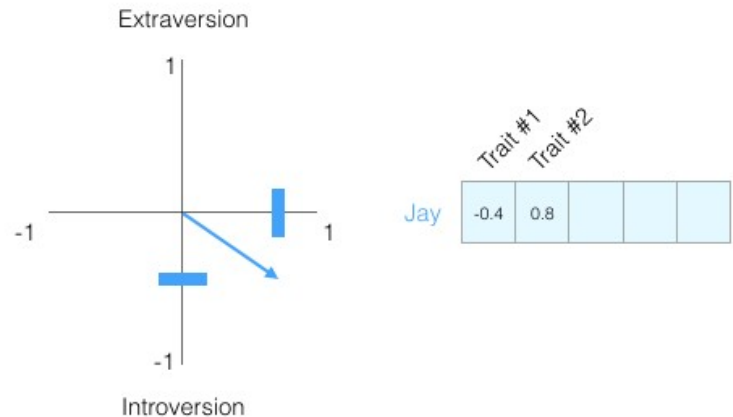 Extraversion
1
-1
1
-1
Introversion
Trait #1
Trait #2
Jay
-0.4
0.8